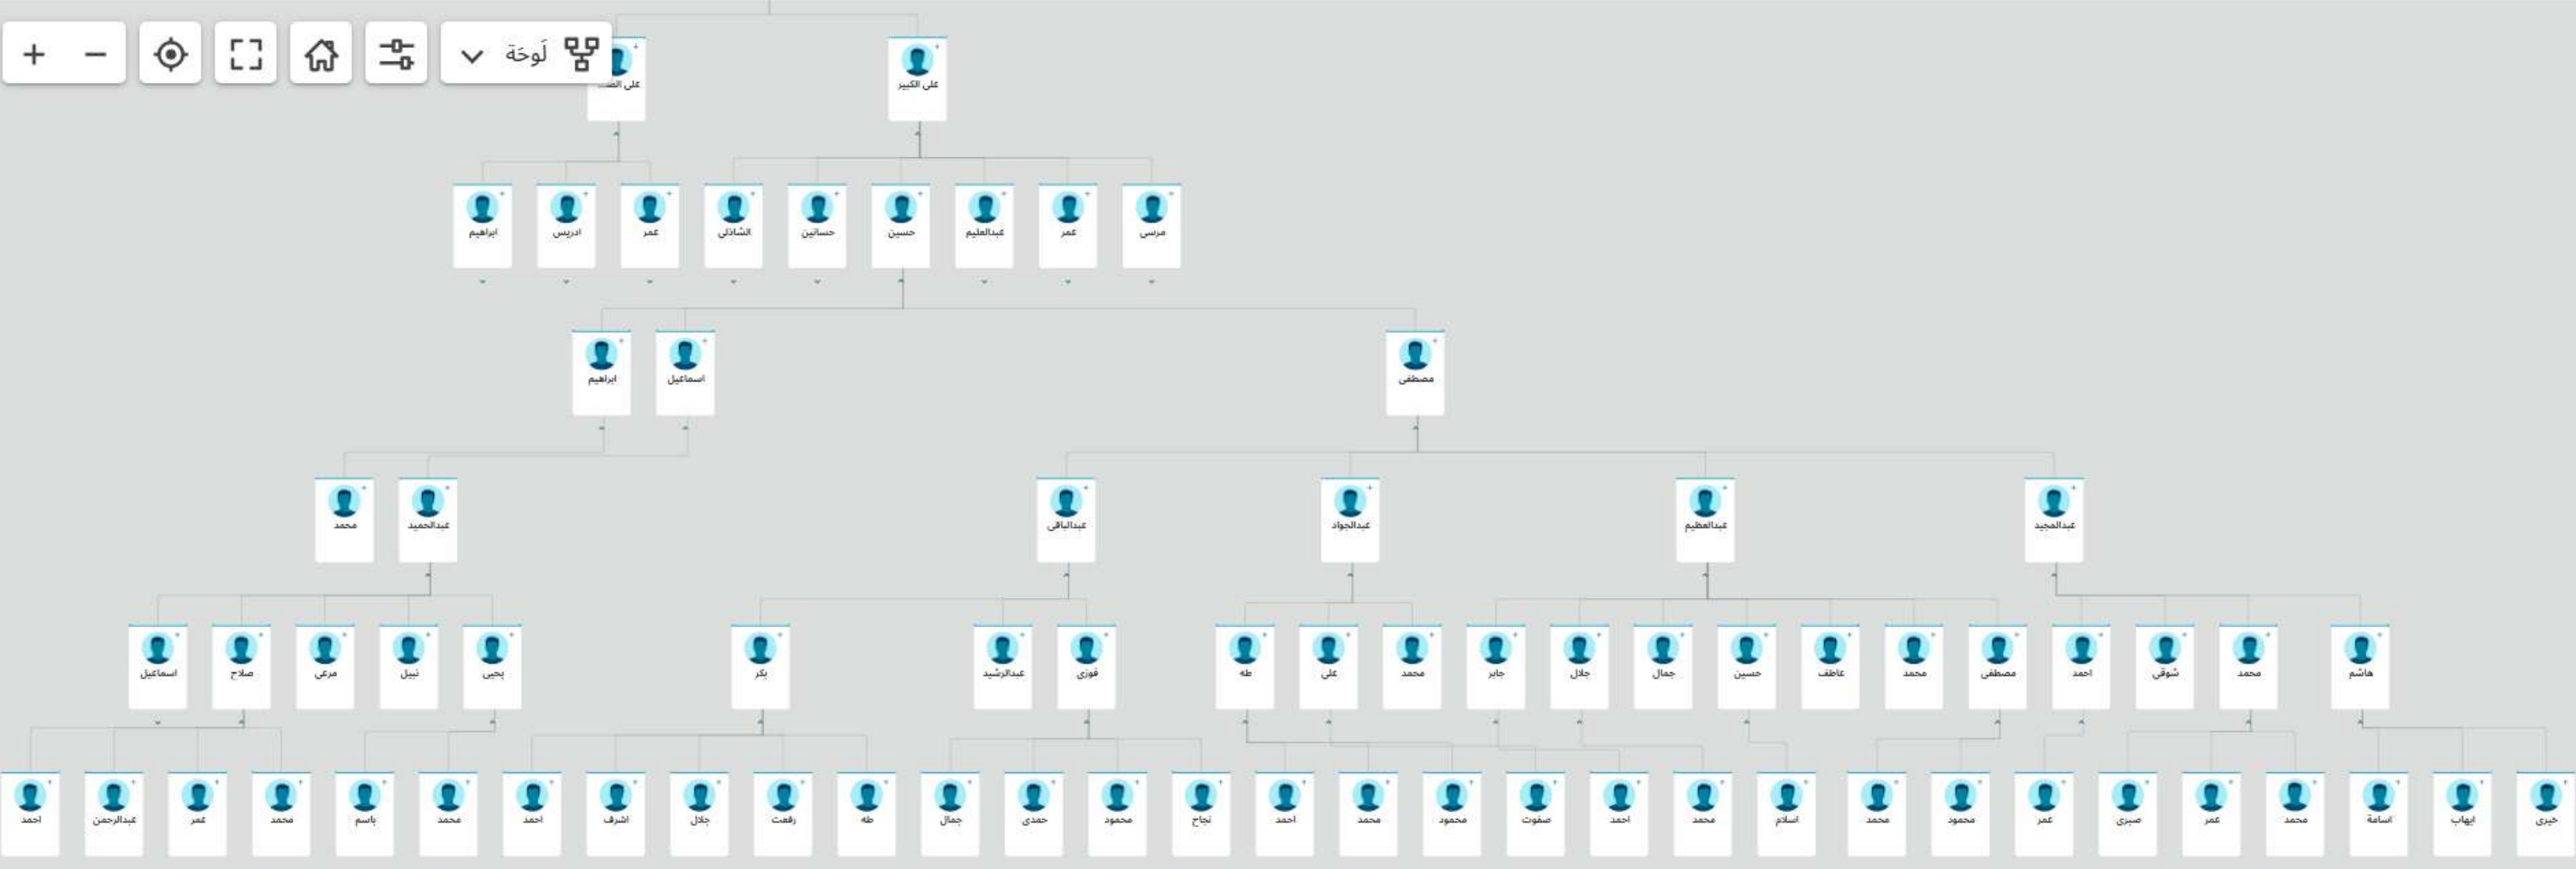 لَوحَة
علي الكبير
علي الصـ...
مرسى
عمر
عبدالعليم
حسين
حسانين
الشاذلى
عمر
ادريس
ابراهيم
مصطفى
اسماعيل
ابراهيم
عبدالمجيد
عبدالعظيم
عبدالجواد
عبدالباقى
عبدالحميد
محمد
هاشم
محمد
شوقى
احمد
مصطفى
محمد
عاطف
حسين
جمال
جلال
جابر
محمد
على
طه
فوزى
عبدالرشيد
بكر
يحيى
نبيل
مرعى
صلاح
اسماعيل
خيرى
ايهاب
اسامة
محمد
عمر
صبرى
عمر
محمود
محمد
اسلام
محمد
احمد
صفوت
محمود
محمد
احمد
نجاح
محمود
حمدى
جمال
طه
رفعت
جلال
اشرف
احمد
محمد
باسم
محمد
عمر
عبدالرحمن
احمد